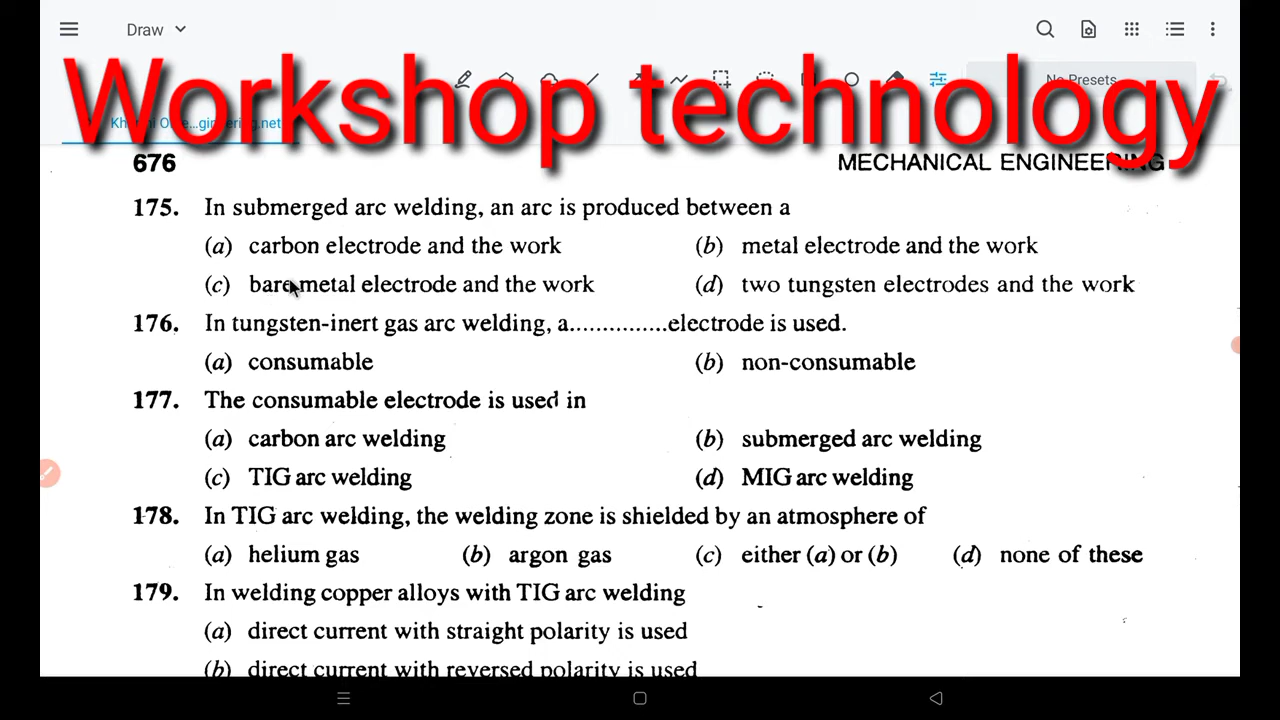 Draw
No Presets
Workshop technology
676 MECHANICAL ENGINEERING
175. In submerged arc welding, an arc is produced between a
(a) carbon electrode and the work (b) metal electrode and the work
(c) bare metal electrode and the work (d) two tungsten electrodes and the work
176. In tungsten-inert gas arc welding, a...............electrode is used.
(a) consumable (b) non-consumable
177. The consumable electrode is used in
(a) carbon arc welding (b) submerged arc welding
(c) TIG arc welding (d) MIG arc welding
178. In TIG arc welding, the welding zone is shielded by an atmosphere of
(a) helium gas (b) argon gas (c) either (a) or (b) (d) none of these
179. In welding copper alloys with TIG arc welding
(a) direct current with straight polarity is used
(b) direct current with reversed polarity is used